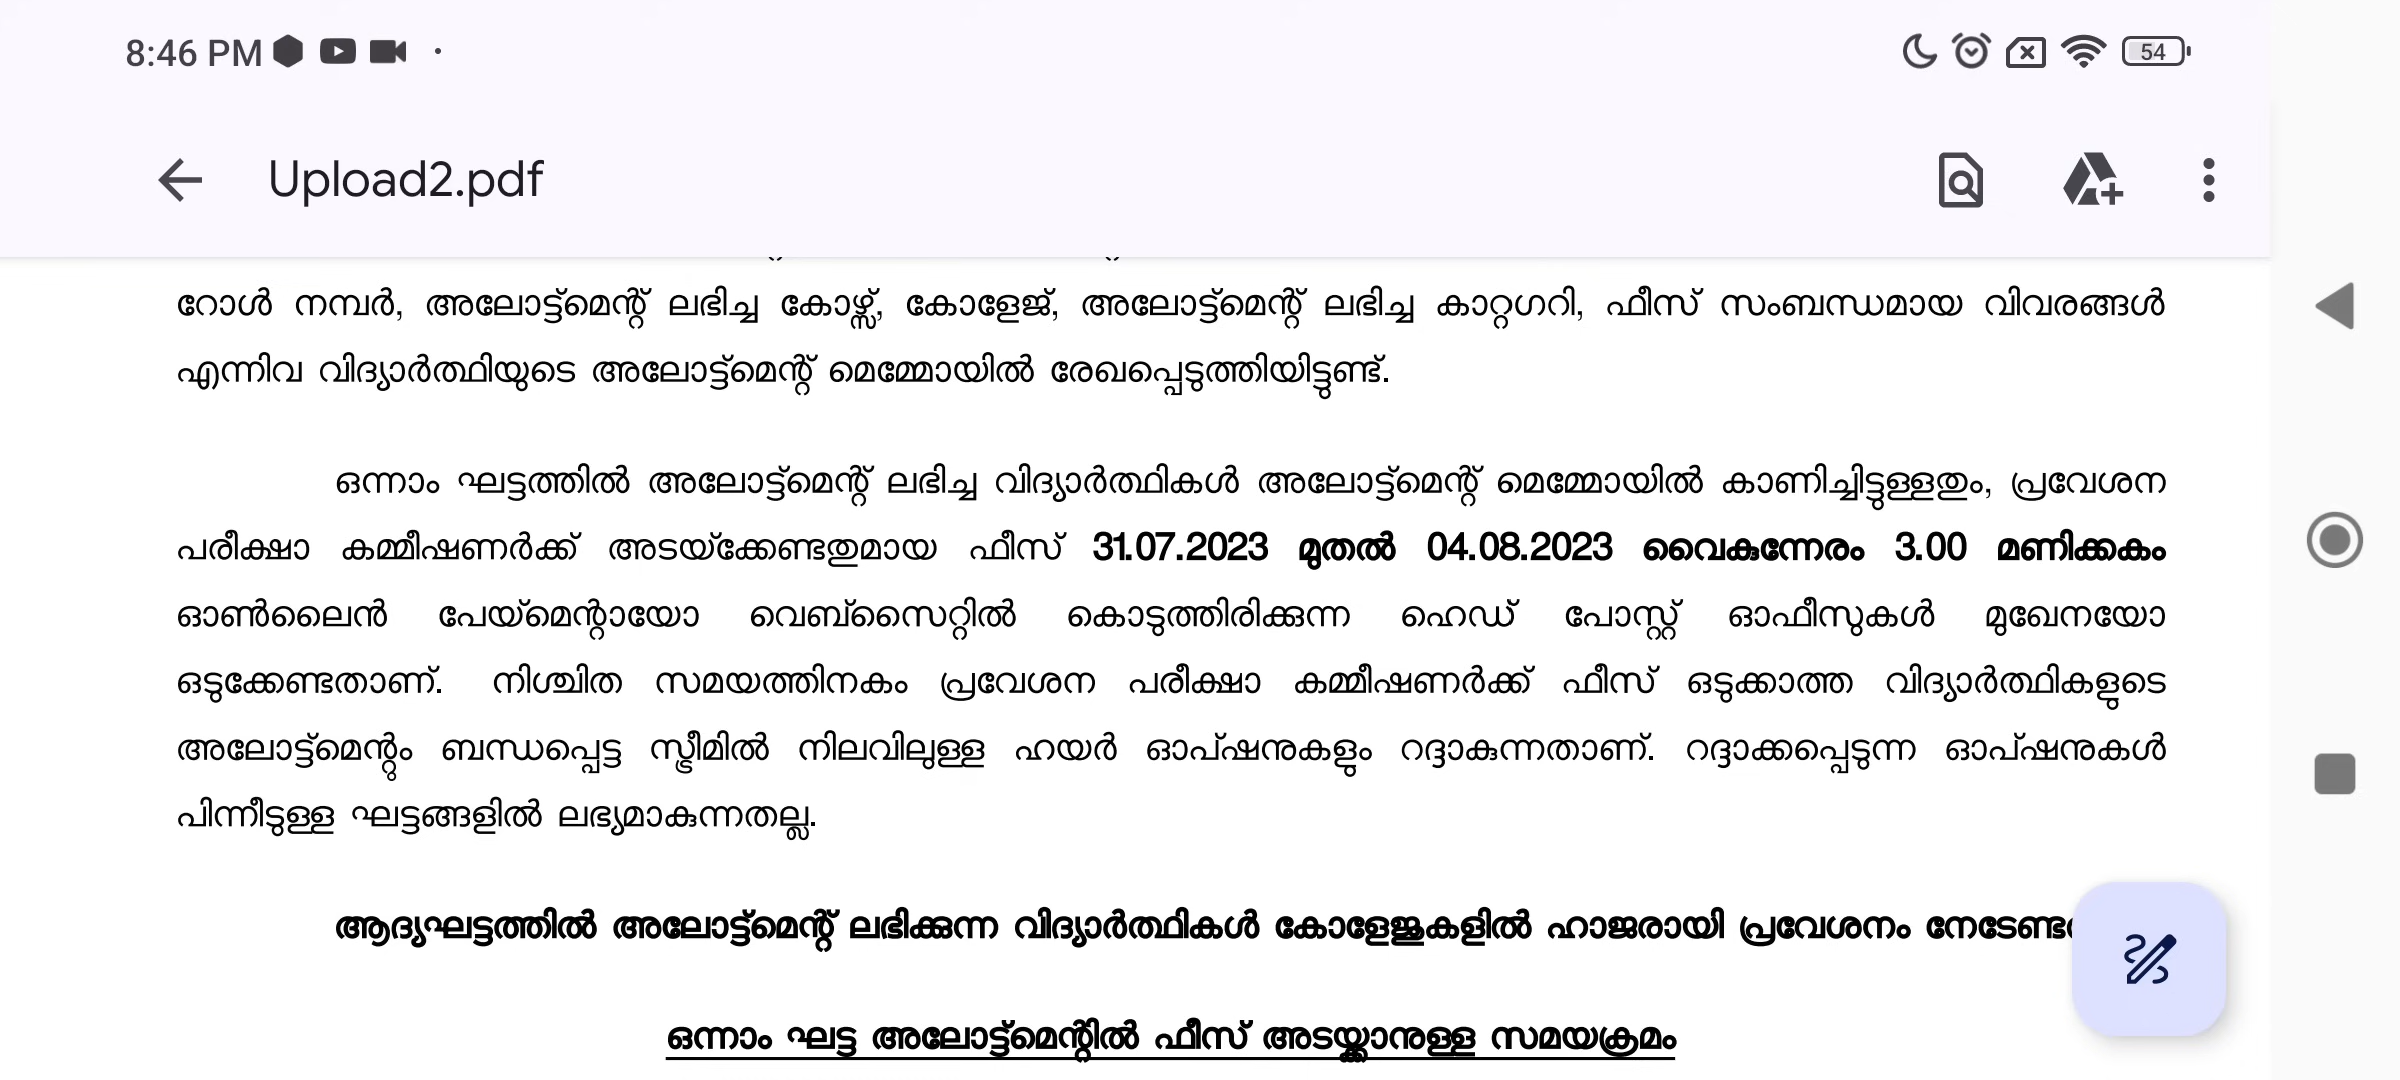 8:46 PM
54
Upload2.pdf
റോൾ നമ്പർ, അലോട്ട്മെന്റ് ലഭിച്ച കോഴ്സ്, കോളേജ്, അലോട്ട്മെന്റ് ലഭിച്ച കാറ്റഗറി, ഫീസ് സംബന്ധമായ വിവരങ്ങൾ
എന്നിവ വിദ്യാർത്ഥിയുടെ അലോട്ട്മെന്റ് മെമ്മോയിൽ രേഖപ്പെടുത്തിയിട്ടുണ്ട്.
ഒന്നാം ഘട്ടത്തിൽ അലോട്ട്മെന്റ് ലഭിച്ച വിദ്യാർത്ഥികൾ അലോട്ട്മെന്റ് മെമ്മോയിൽ കാണിച്ചിട്ടുള്ളതും, പ്രവേശന
പരീക്ഷാ കമ്മീഷണർക്ക് അടയ്ക്കേണ്ടതുമായ ഫീസ് 31.07.2023 മുതൽ 04.08.2023 വൈകുന്നേരം 3.00 മണിക്കകം
ഓൺലൈൻ പേയ്മെന്റായോ വെബ്സൈറ്റിൽ കൊടുത്തിരിക്കുന്ന ഹെഡ് പോസ്റ്റ് ഓഫീസുകൾ മുഖേനയോ
ഒടുക്കേണ്ടതാണ്. നിശ്ചിത സമയത്തിനകം പ്രവേശന പരീക്ഷാ കമ്മീഷണർക്ക് ഫീസ് ഒടുക്കാത്ത വിദ്യാർത്ഥികളുടെ
അലോട്ട്മെന്റും ബന്ധപ്പെട്ട സ്ട്രീമിൽ നിലവിലുള്ള ഹയർ ഓപ്ഷനുകളും റദ്ദാകുന്നതാണ്. റദ്ദാക്കപ്പെടുന്ന ഓപ്ഷനുകൾ
പിന്നീടുള്ള ഘട്ടങ്ങളിൽ ലഭ്യമാകുന്നതല്ല.
ആദ്യഘട്ടത്തിൽ അലോട്ട്മെന്റ് ലഭിക്കുന്ന വിദ്യാർത്ഥികൾ കോളേജുകളിൽ ഹാജരായി പ്രവേശനം
ഒന്നാം ഘട്ട അലോട്ട്മെന്റിൽ ഫീസ് അടയ്ക്കാനുള്ള സമയക്രമം